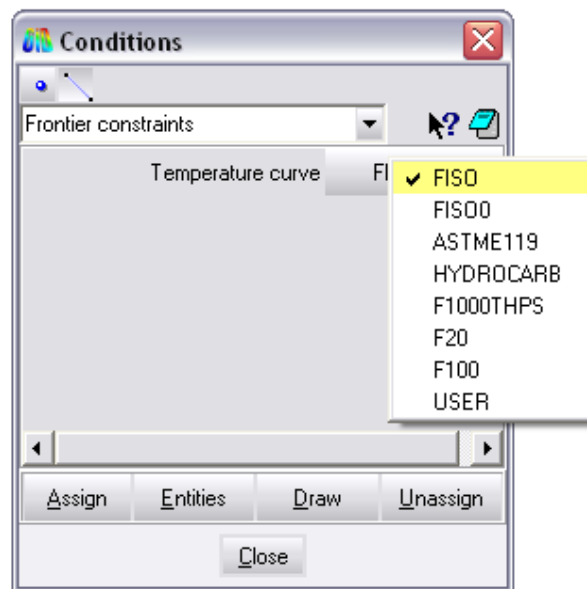 Conditions
Frontier constraints
Temperature curve FI
FISO
FISO0
ASTME119
HYDROCARB
F1000THPS
F20
F100
USER
Assign Entities Draw Unassign
Close